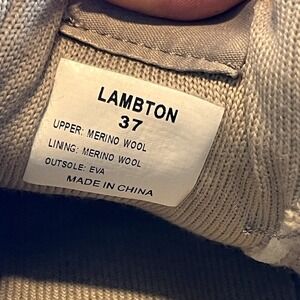 LAMBTON
37
UPPER: MERINO WOOL
LINING: MERINO WOOL
OUTSOLE: EVA
MADE IN CHINA